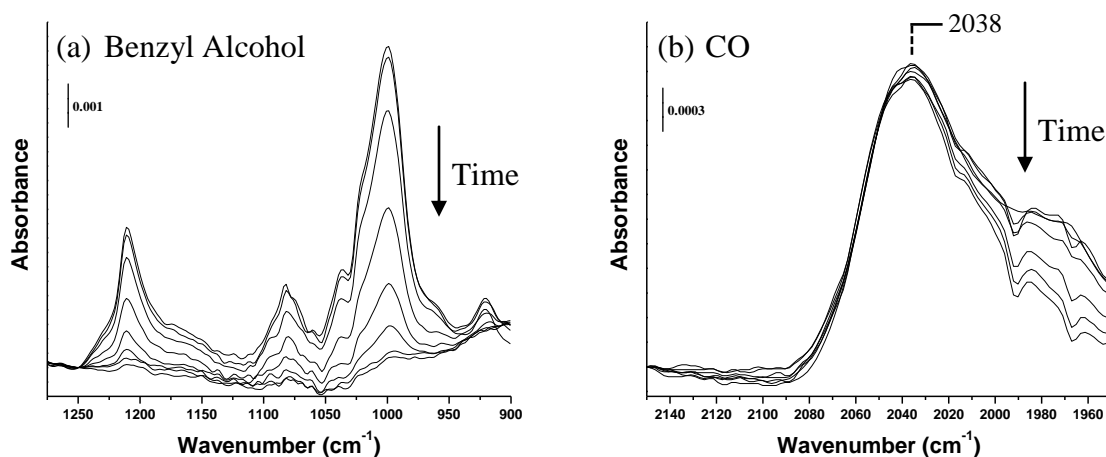 (a) Benzyl Alcohol
0.001
Time
Absorbance
1250 1200 1150 1100 1050 1000 950 900
Wavenumber (cm-1)
(b) CO
2038
0.0003
Time
Absorbance
2140 2120 2100 2080 2060 2040 2020 2000 1980 1960
Wavenumber (cm-1)